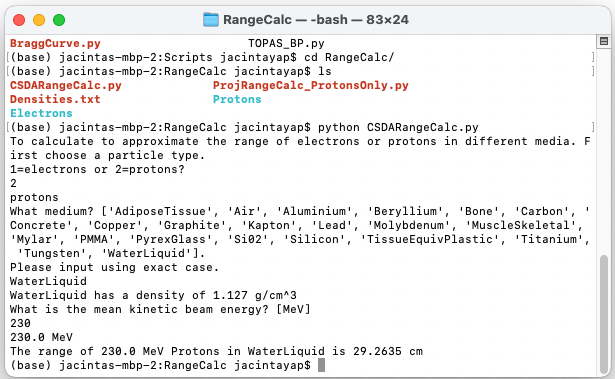 RangeCalc — -bash — 83×24
BraggCurve.py TOPAS_BP.py
[(base) jacintas-mbp-2:Scripts jacintayap$ cd RangeCalc/ ]
[(base) jacintas-mbp-2:RangeCalc jacintayap$ ls ]
CSDARangeCalc.py ProjRangeCalc_ProtonsOnly.py
Densities.txt Protons
Electrons
[(base) jacintas-mbp-2:RangeCalc jacintayap$ python CSDARangeCalc.py ]
To calculate to approximate the range of electrons or protons in different media. F
irst choose a particle type.
1=electrons or 2=protons?
2
protons
What medium? ['AdiposeTissue', 'Air', 'Aluminium', 'Beryllium', 'Bone', 'Carbon', '
Concrete', 'Copper', 'Graphite', 'Kapton', 'Lead', 'Molybdenum', 'MuscleSkeletal',
'Mylar', 'PMMA', 'PyrexGlass', 'Si02', 'Silicon', 'TissueEquivPlastic', 'Titanium',
'Tungsten', 'WaterLiquid'].
Please input using exact case.
WaterLiquid
WaterLiquid has a density of 1.127 g/cm^3
What is the mean kinetic beam energy? [MeV]
230
230.0 MeV
The range of 230.0 MeV Protons in WaterLiquid is 29.2635 cm
(base) jacintas-mbp-2:RangeCalc jacintayap$